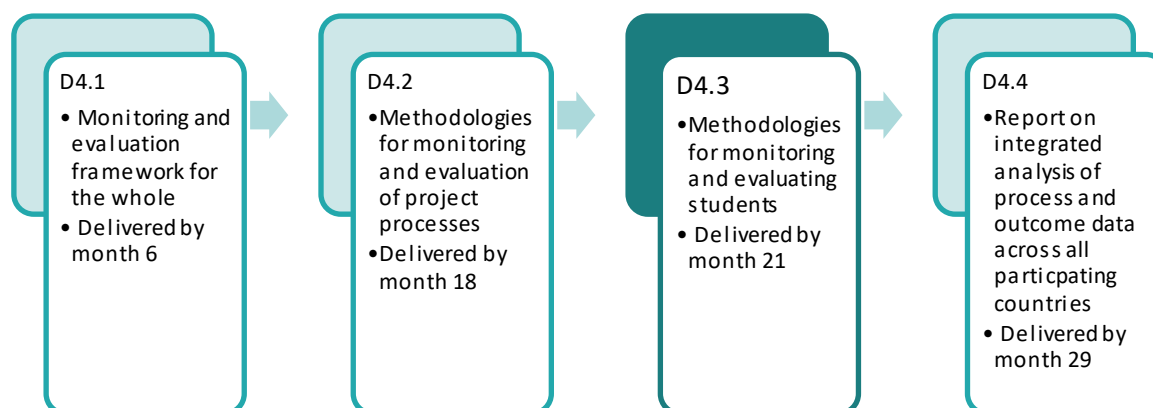 D4.1
• Monitoring and
evaluation
framework for
the whole
• Delivered by
month 6
D4.2
•Methodologies
for monitoring
and evaluation
of project
processes
•Delivered by
month 18
D4.3
•Methodologies
for monitoring
and evaluating
students
• Delivered by
month 21
D4.4
•Report on
integrated
analysis of
process and
outcome data
across all
particpating
countries
• Delivered by
month 29